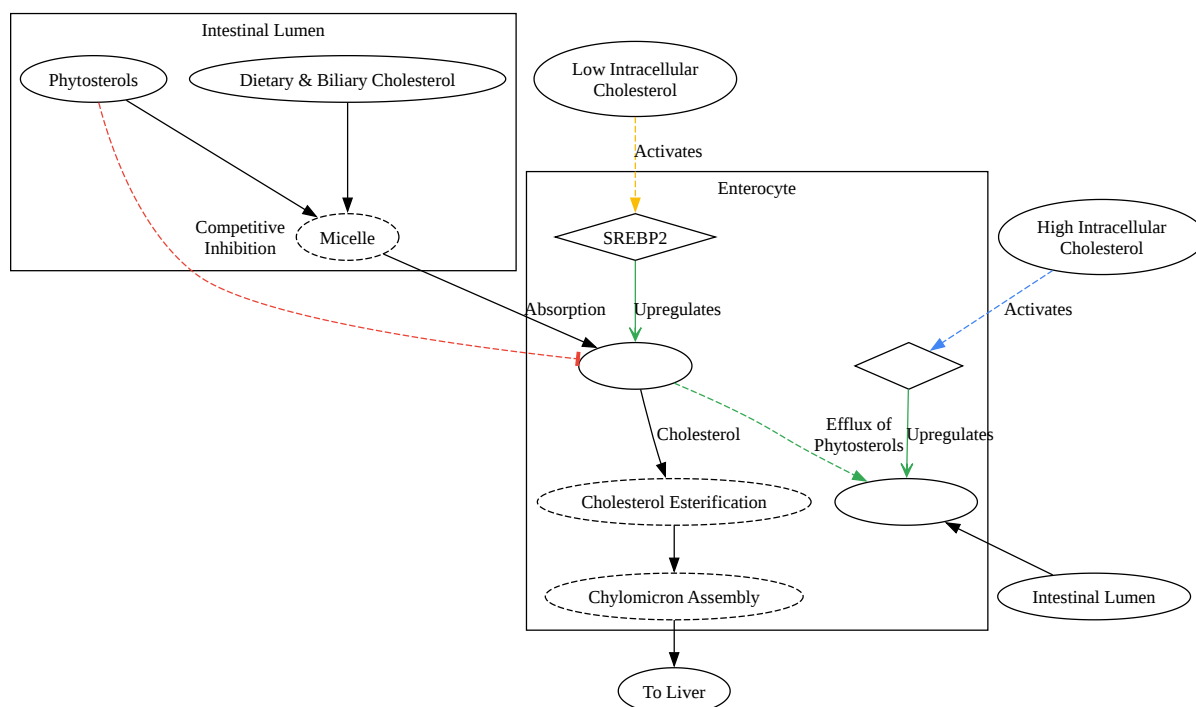 Intestinal Lumen
Phytosterols
Dietary & Biliary Cholesterol
Low Intracellular
Cholesterol
Activates
Enterocyte
Competitive
Inhibition
Micelle
SREBP2
High Intracellular
Cholesterol
Absorption
Upregulates
Activates
Cholesterol
Efflux of
Phytosterols
Upregulates
Cholesterol Esterification
Chylomicron Assembly
Intestinal Lumen
To Liver